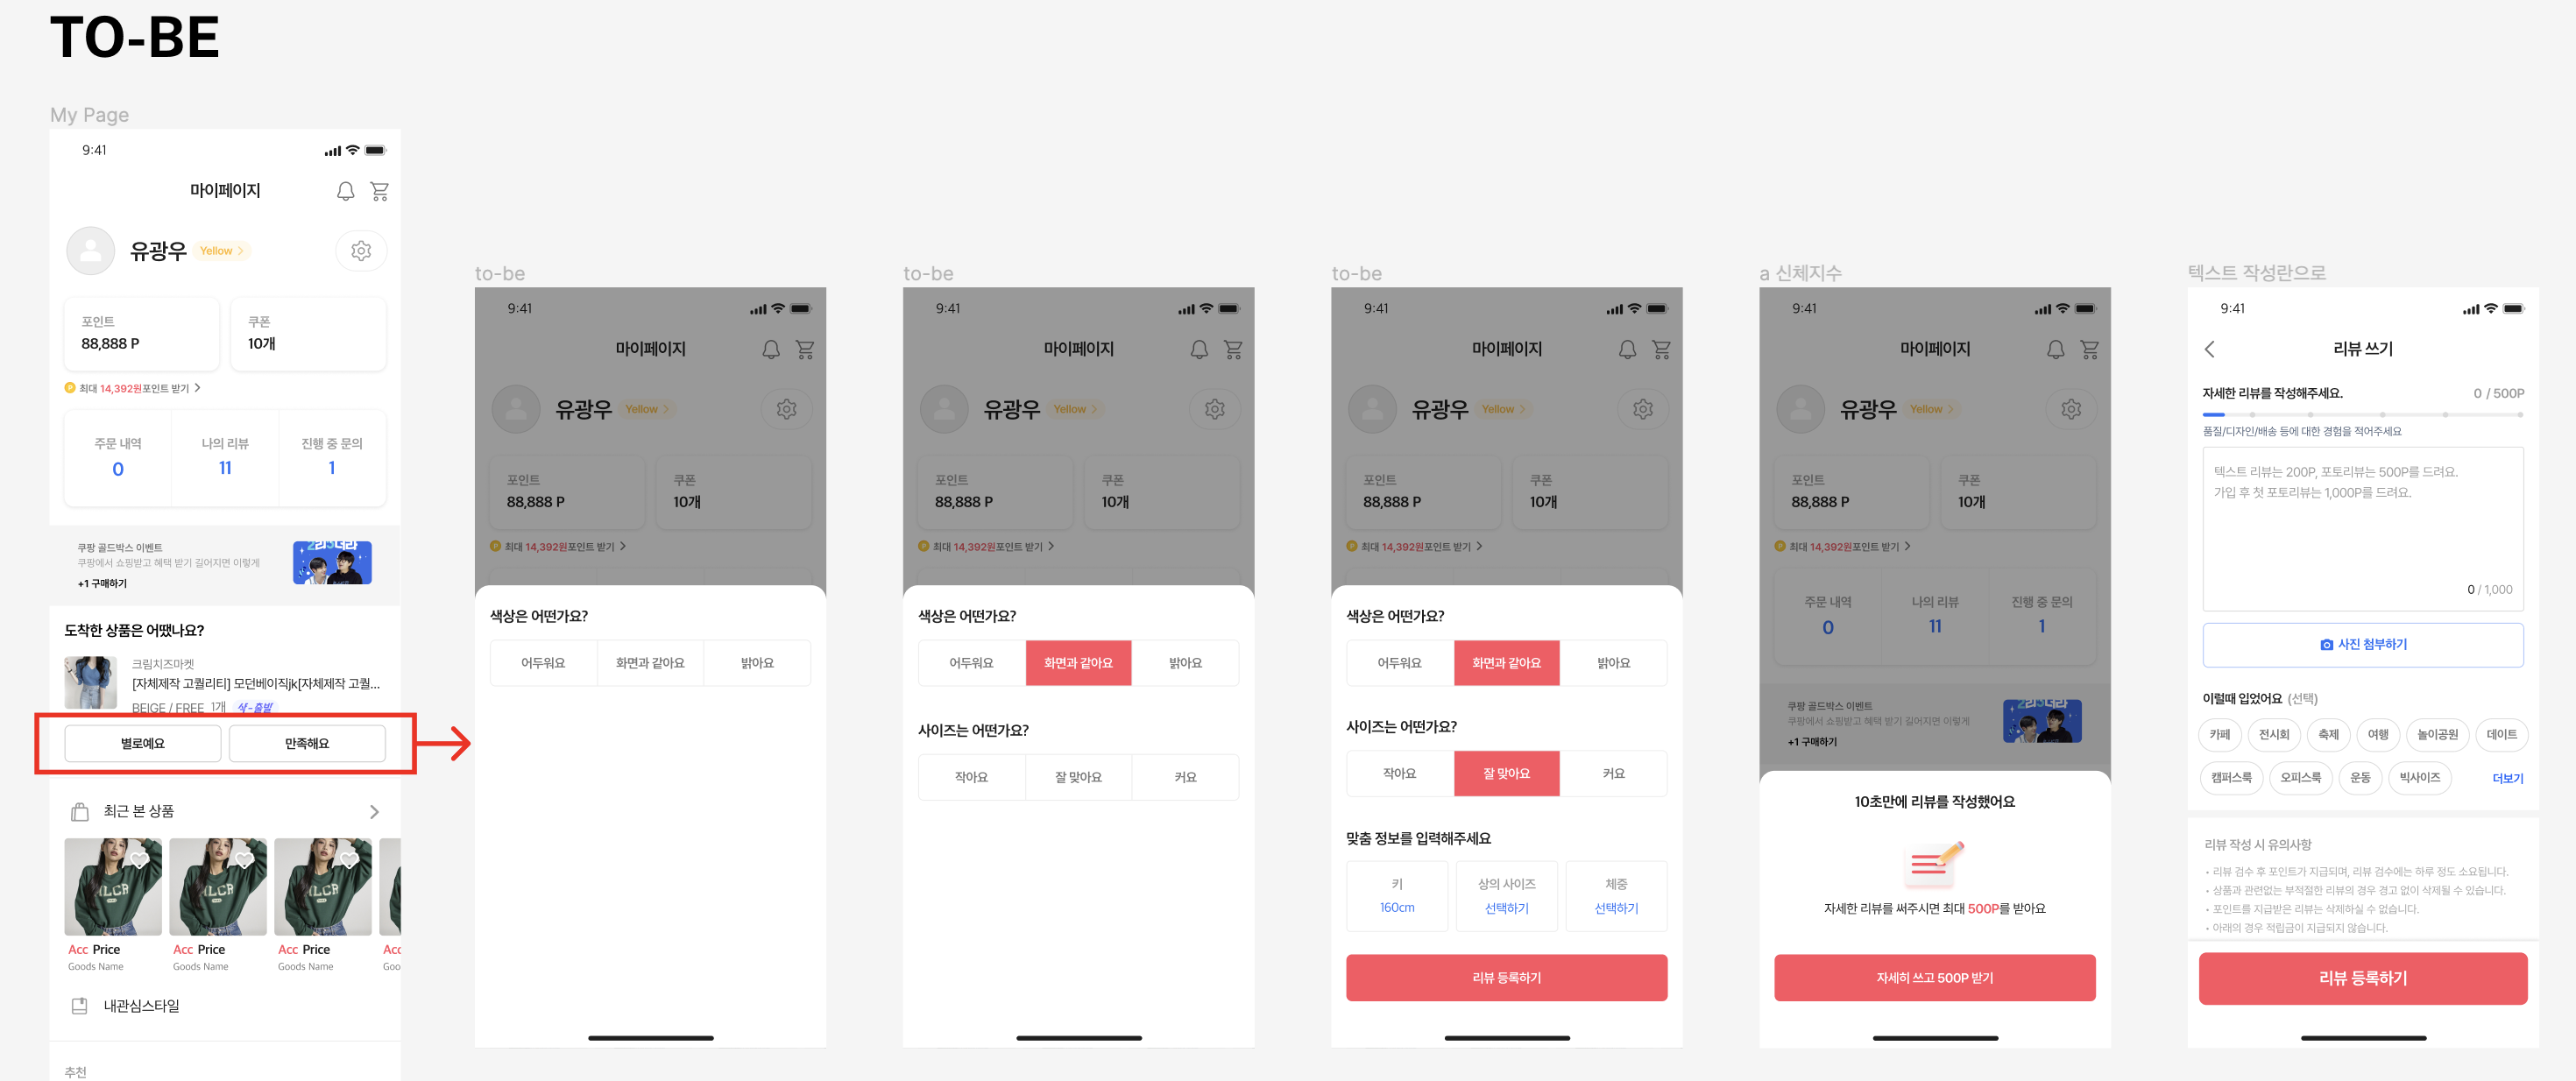 TO-BE
My Page
9:41
마이페이지
유광우 Yellow
포인트
88,888 P
쿠폰
10개
P 최대 14,392원포인트 받기
주문 내역
0
나의 리뷰
11
진행 중 문의
1
쿠팡 골드박스 이벤트
쿠팡에서 쇼핑받고 혜택 받기 길어지면 이렇게
+1 구매하기
도착한 상품은 어땠나요?
크림치즈마켓
[자체제작 고퀄리티] 모던베이직jk[자체제작 고퀄...
BEIGE / FREE 1개 샥-출발
별로예요
만족해요
최근 본 상품
Acc Price
Goods Name
Acc Price
Goods Name
Acc Price
Goods Name
Acc
Goo
내관심스타일
추천
to-be
9:41
마이페이지
유광우 Yellow
포인트
88,888 P
쿠폰
10개
P 최대 14,392원포인트 받기
색상은 어떤가요?
어두워요
화면과 같아요
밝아요
to-be
9:41
마이페이지
유광우 Yellow
포인트
88,888 P
쿠폰
10개
P 최대 14,392원포인트 받기
색상은 어떤가요?
어두워요
화면과 같아요
밝아요
사이즈는 어떤가요?
작아요
잘 맞아요
커요
to-be
9:41
마이페이지
유광우 Yellow
포인트
88,888 P
쿠폰
10개
P 최대 14,392원포인트 받기
색상은 어떤가요?
어두워요
화면과 같아요
밝아요
사이즈는 어떤가요?
작아요
잘 맞아요
커요
맞춤 정보를 입력해주세요
키
160cm
상의 사이즈
선택하기
체중
선택하기
리뷰 등록하기
a 신체지수
9:41
마이페이지
유광우 Yellow
포인트
88,888 P
쿠폰
10개
P 최대 14,392원포인트 받기
주문 내역
0
나의 리뷰
11
진행 중 문의
1
쿠팡 골드박스 이벤트
쿠팡에서 쇼핑받고 혜택 받기 길어지면 이렇게
+1 구매하기
10초만에 리뷰를 작성했어요
자세한 리뷰를 써주시면 최대 500P를 받아요
자세히 쓰고 500P 받기
텍스트 작성란으로
9:41
리뷰 쓰기
자세한 리뷰를 작성해주세요.
0 / 500P
품질/디자인/배송 등에 대한 경험을 적어주세요
텍스트 리뷰는 200P, 포토리뷰는 500P를 드려요.
가입 후 첫 포토리뷰는 1,000P를 드려요.
0 / 1,000
사진 첨부하기
이럴때 입었어요 (선택)
카페
전시회
축제
여행
놀이공원
데이트
캠퍼스룩
오피스룩
운동
빅사이즈
더보기
리뷰 작성 시 유의사항
• 리뷰 검수 후 포인트가 지급되며, 리뷰 검수에는 하루 정도 소요됩니다.
• 상품과 관련없는 부적절한 리뷰의 경우 경고 없이 삭제될 수 있습니다.
• 포인트를 지급받은 리뷰는 삭제하실 수 없습니다.
• 아래의 경우 적립금이 지급되지 않습니다.
리뷰 등록하기